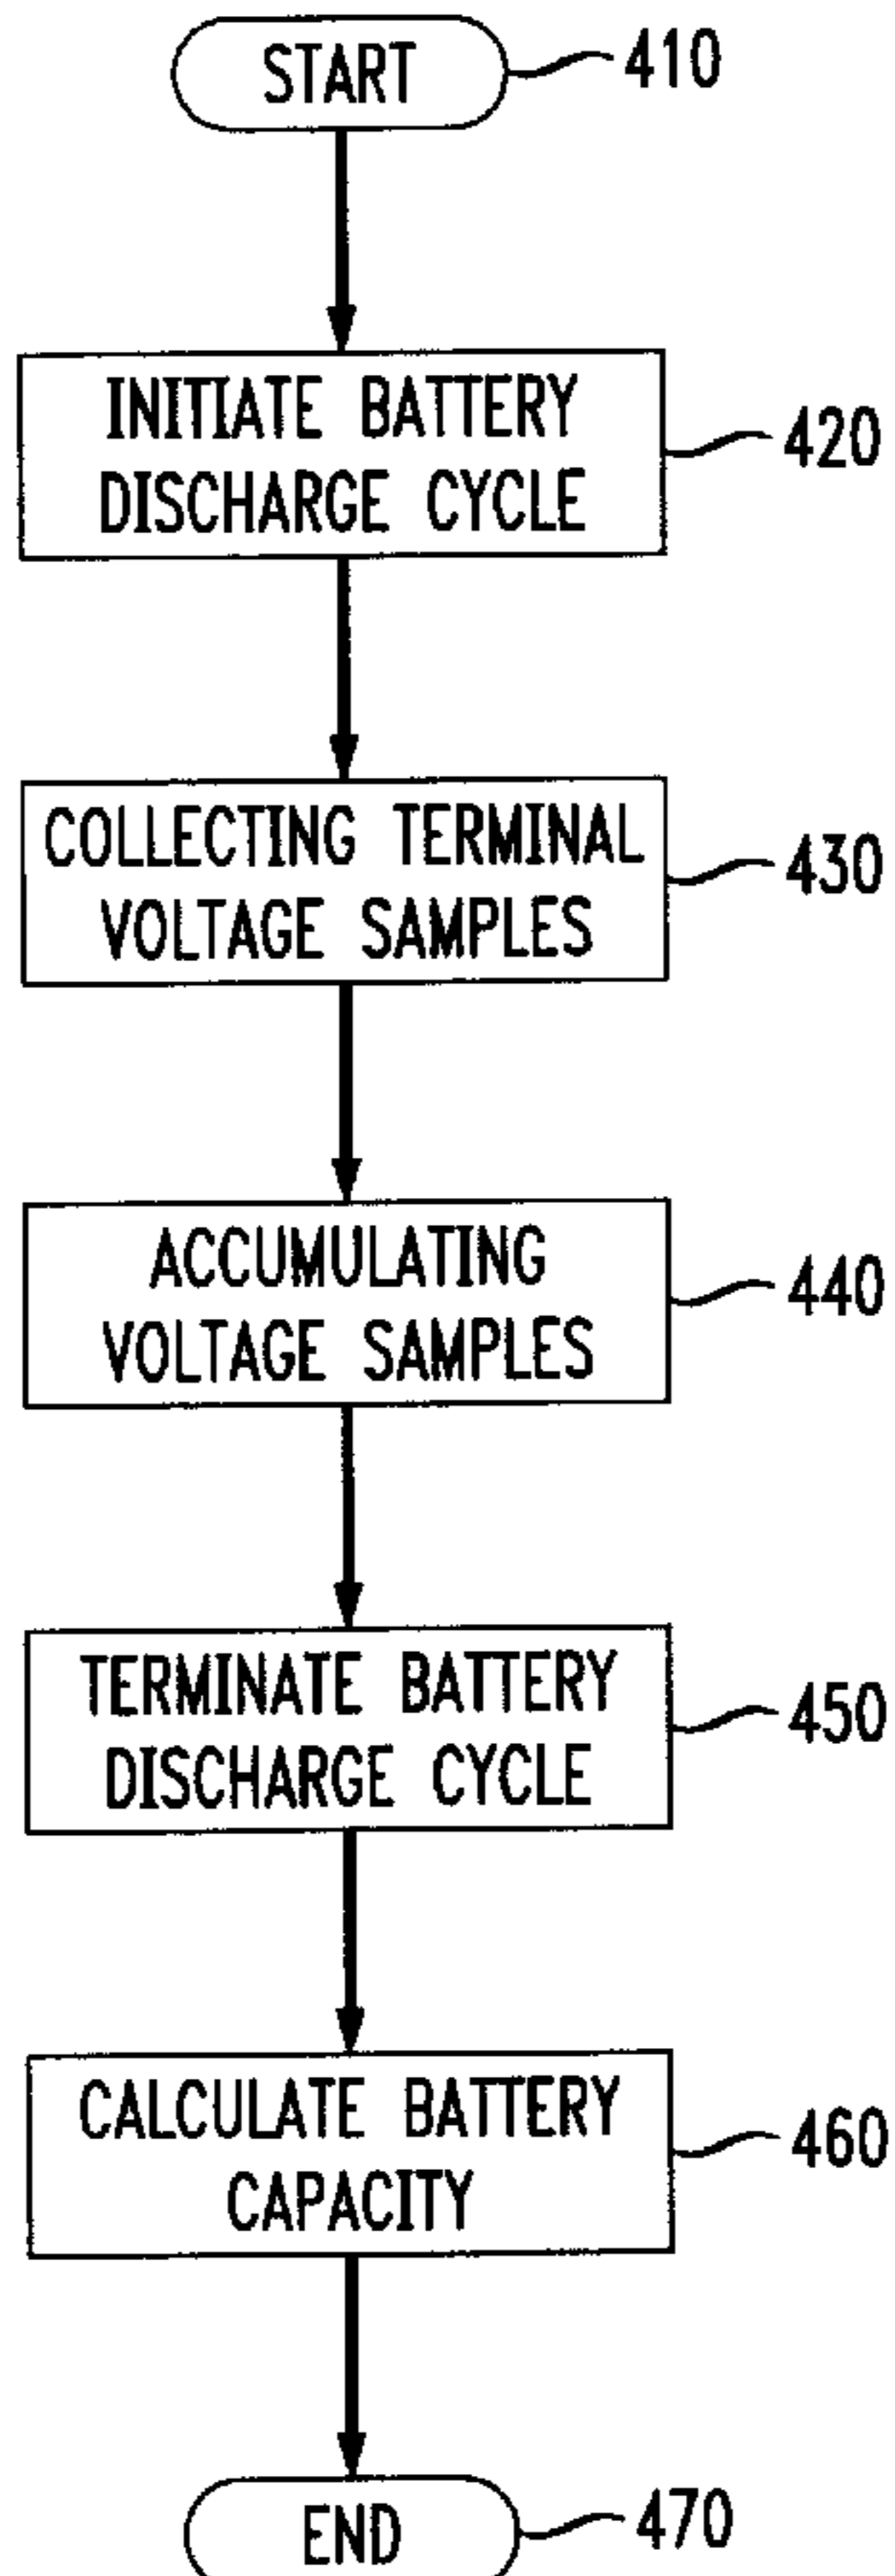 START
410
INITIATE BATTERY
DISCHARGE CYCLE
420
COLLECTING TERMINAL
VOLTAGE SAMPLES
430
ACCUMULATING
VOLTAGE SAMPLES
440
TERMINATE BATTERY
DISCHARGE CYCLE
450
CALCULATE BATTERY
CAPACITY
460
END
470